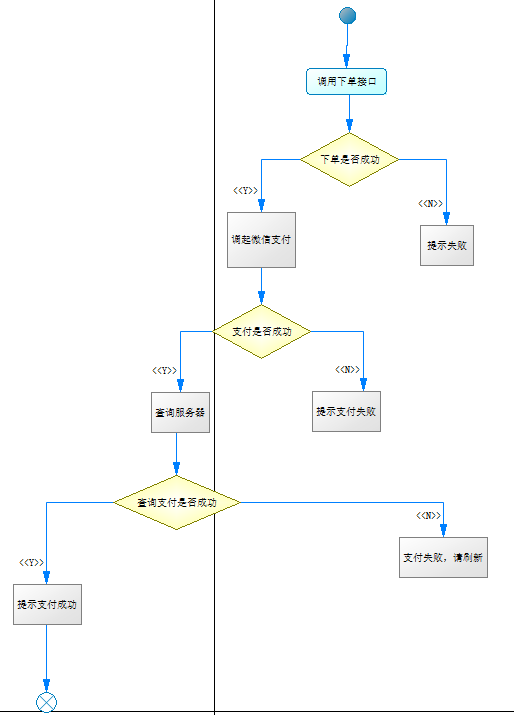 调用下单接口
下单是否成功
<<Y>>
<<N>>
调起微信支付
提示失败
支付是否成功
<<Y>>
<<N>>
查询服务器
提示支付失败
查询支付是否成功
<<N>>
支付失败，请刷新
<<Y>>
提示支付成功